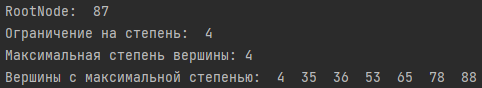 RootNode:  87
Ограничение на степень:  4
Максимальная степень вершины: 4
Вершины с максимальной степенью:  4  35  36  53  65  78  88